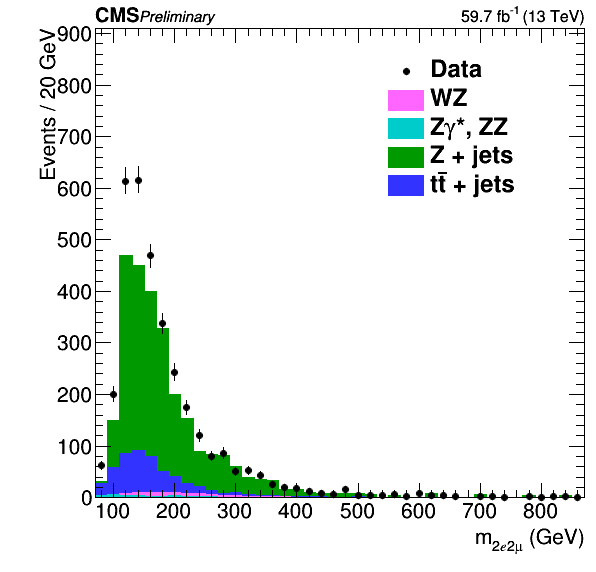 CMS Preliminary 59.7 fb⁻¹ (13 TeV)
Events / 20 GeV
900
800
700
600
500
400
300
200
100
0
Data
WZ
Zγ*, ZZ
Z + jets
tt̄ + jets
100 200 300 400 500 600 700 800
m₂ₑ₂μ (GeV)